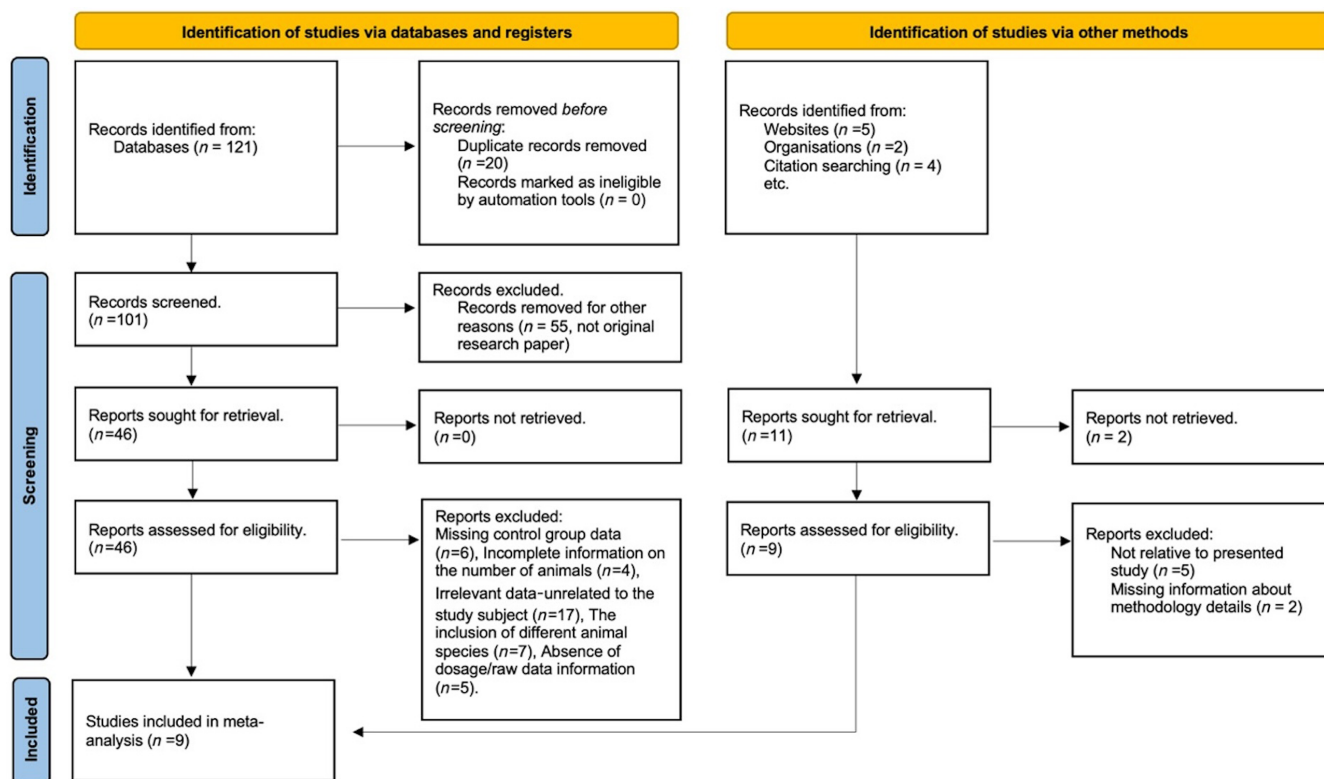 Identification of studies via databases and registers
Identification of studies via other methods
Identification
Records identified from:
Databases (n = 121)
Records removed before
screening:
Duplicate records removed
(n =20)
Records marked as ineligible
by automation tools (n = 0)
Records identified from:
Websites (n =5)
Organisations (n =2)
Citation searching (n = 4)
etc.
Screening
Records screened.
(n =101)
Records excluded.
Records removed for other
reasons (n = 55, not original
research paper)
Reports sought for retrieval.
(n=46)
Reports not retrieved.
(n =0)
Reports sought for retrieval.
(n =11)
Reports not retrieved.
(n = 2)
Reports assessed for eligibility.
(n =46)
Reports excluded:
Missing control group data
(n=6), Incomplete information on
the number of animals (n=4),
Irrelevant data-unrelated to the
study subject (n=17), The
inclusion of different animal
species (n=7), Absence of
dosage/raw data information
(n=5).
Reports assessed for eligibility.
(n =9)
Reports excluded:
Not relative to presented
study (n =5)
Missing information about
methodology details (n = 2)
Included
Studies included in meta-
analysis (n =9)